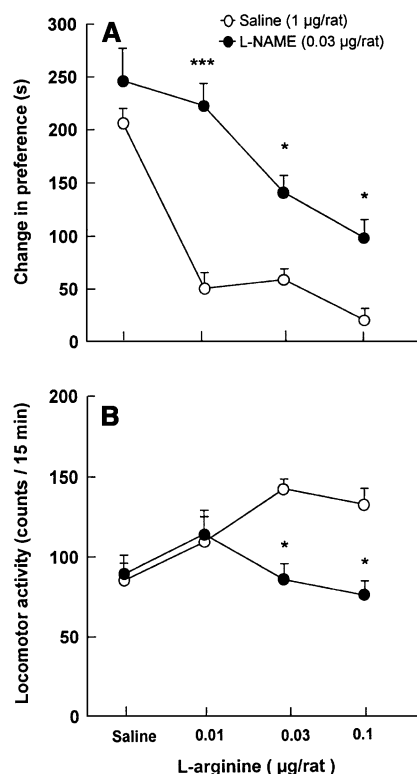 A
Saline (1 µg/rat)
L-NAME (0.03 µg/rat)
Change in preference (s)
300
250
200
150
100
50
0
***
*
*
B
Locomotor activity (counts / 15 min)
200
150
100
50
0
*
*
Saline 0.01 0.03 0.1
L-arginine ( µg/rat )